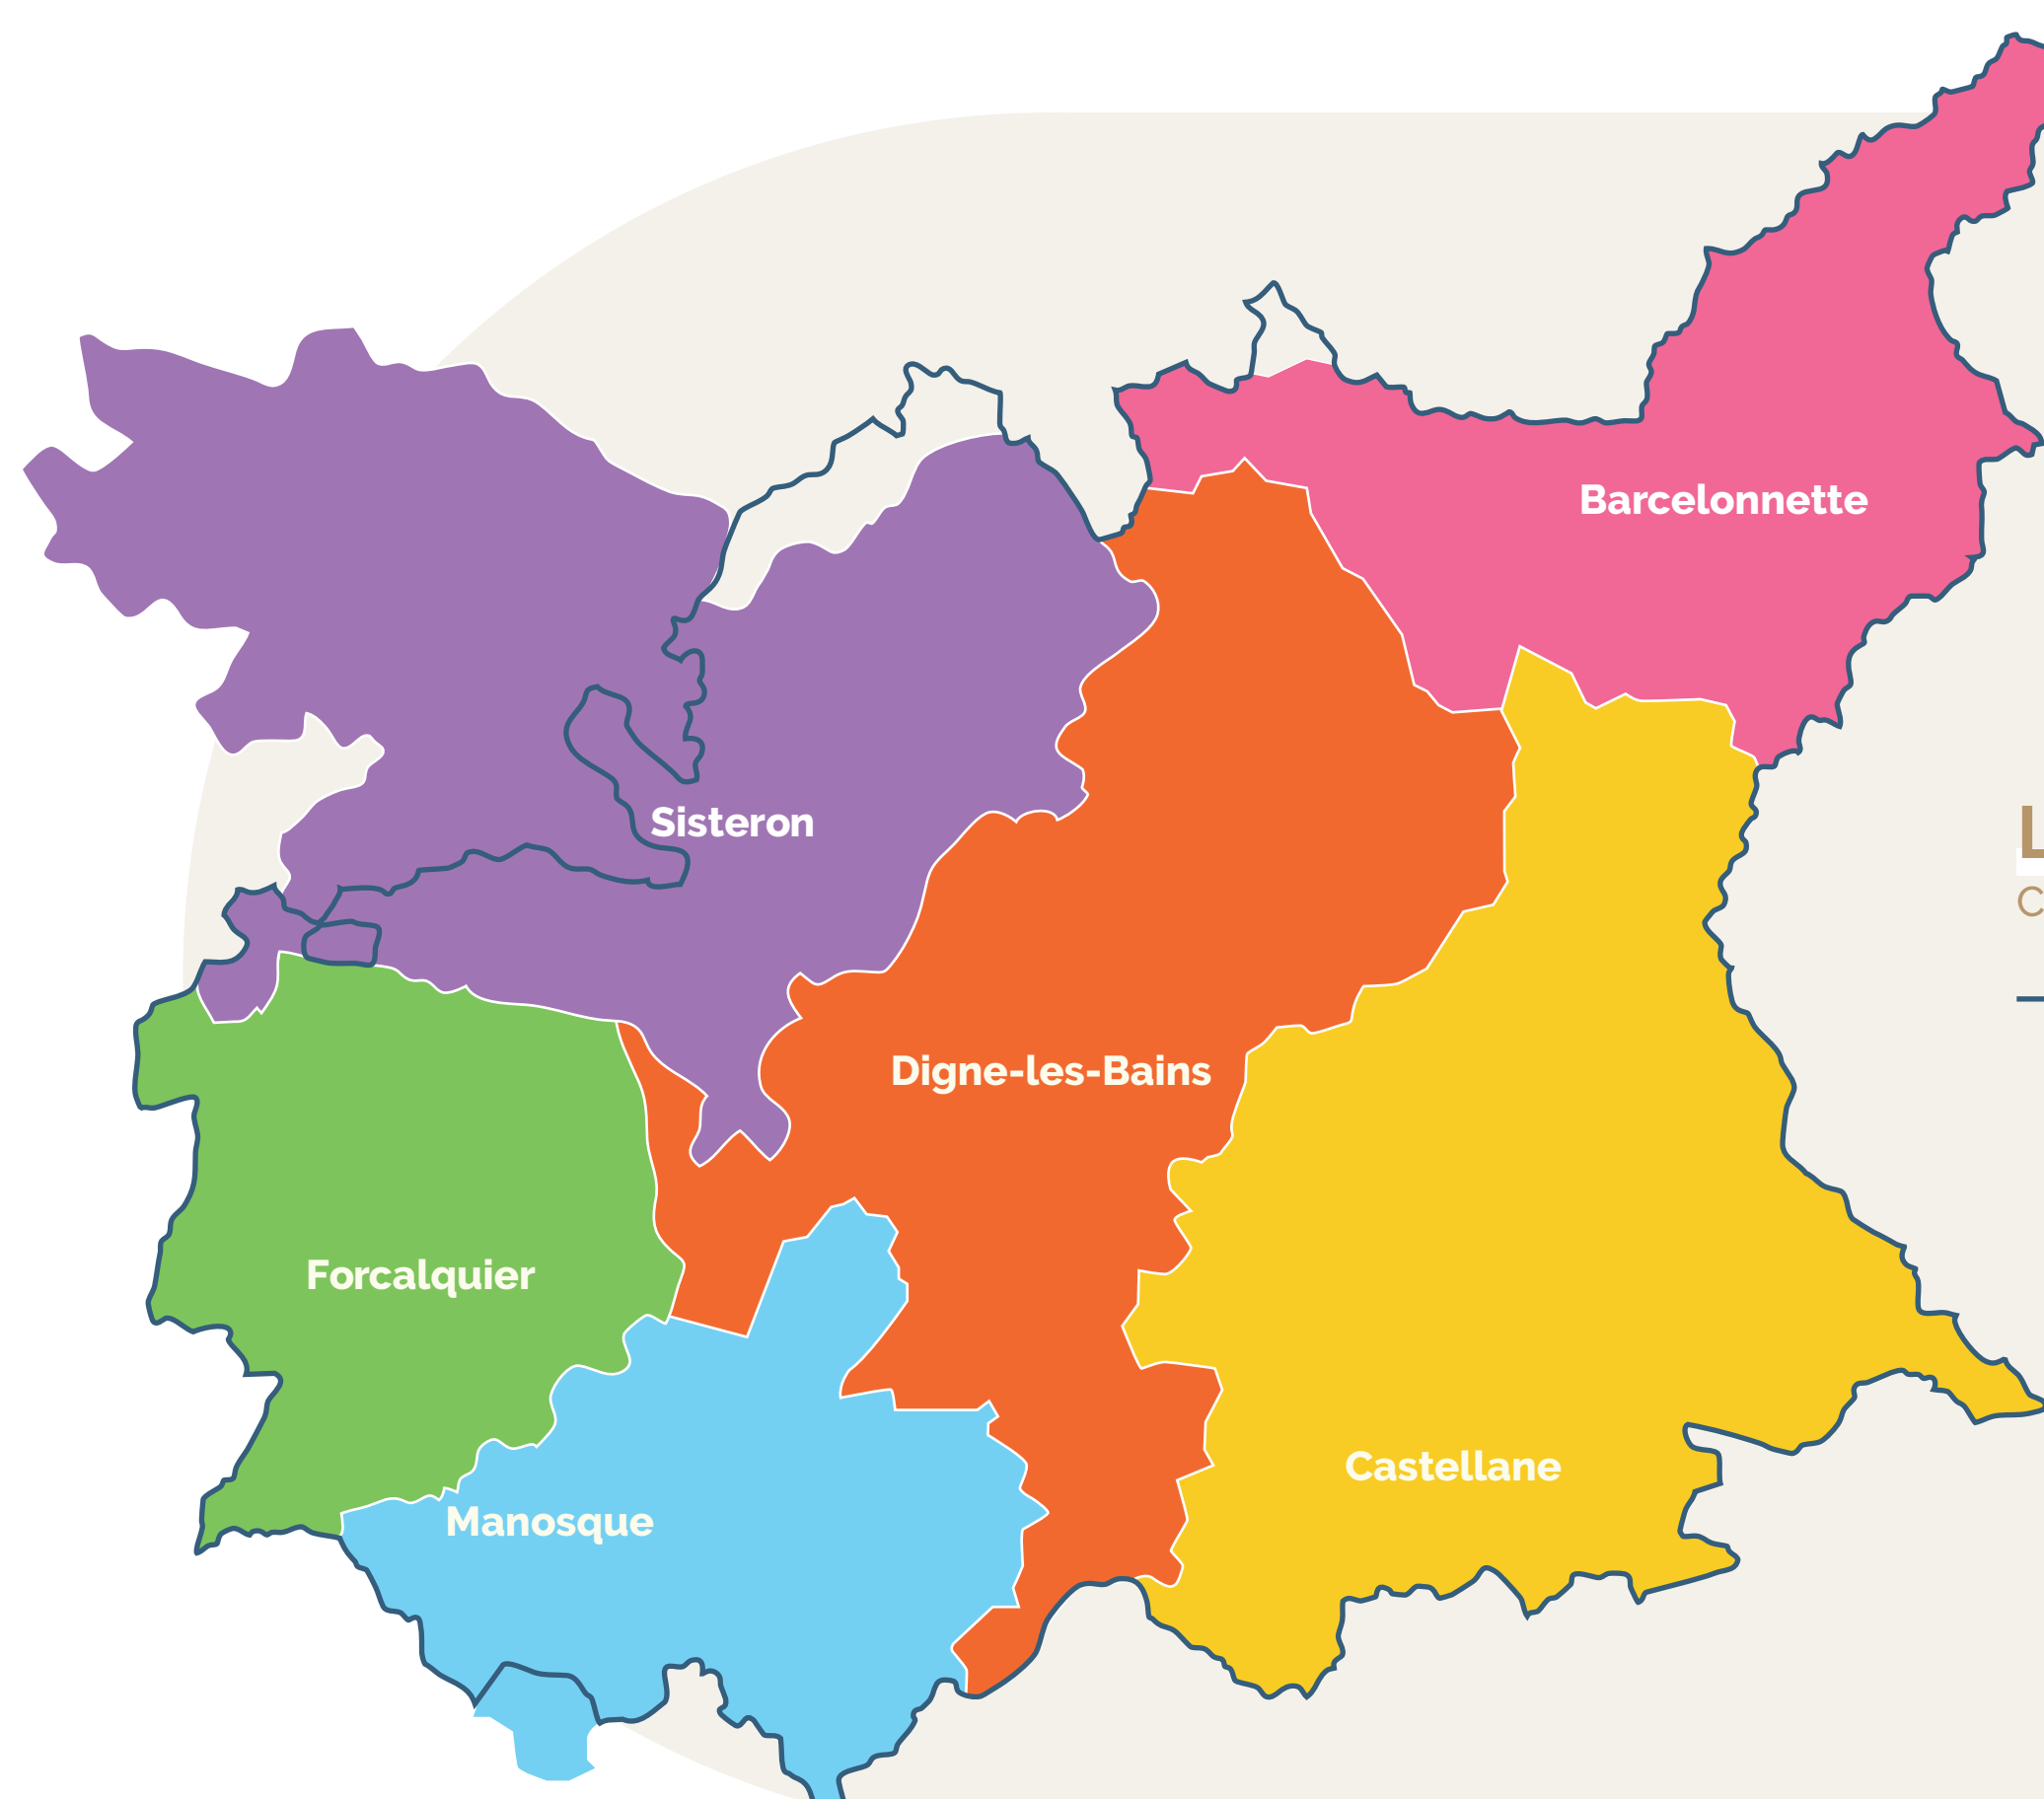 Barcelonnette
Sisteron
L
C
Digne-les-Bains
Forcalquier
Castellane
Manosque